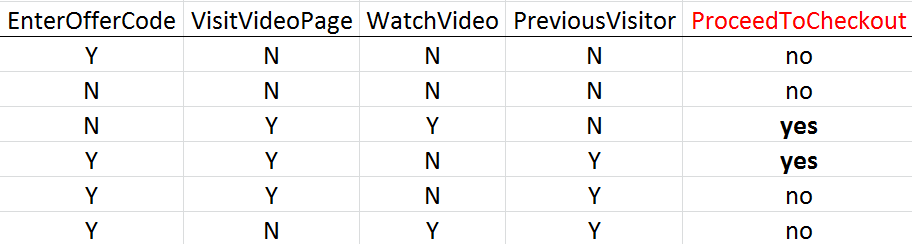 EnterOfferCode VisitVideoPage WatchVideo PreviousVisitor ProceedToCheckout
Y N N N no
N N N N no
N Y Y N yes
Y Y N Y yes
Y Y N Y no
Y N Y Y no